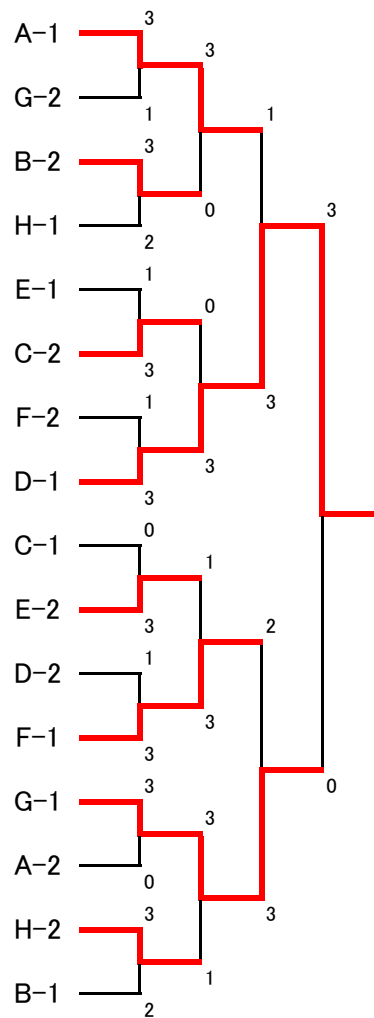 A-1 3 3
G-2 1 1
B-2 3
H-1 2 0 3
E-1 1 0
C-2 3 3
F-2 1
D-1 3 3
C-1 0 1
E-2 3 2
D-2 1
F-1 3 3
G-1 3 3 0
A-2 0
H-2 3 3
B-1 2 1